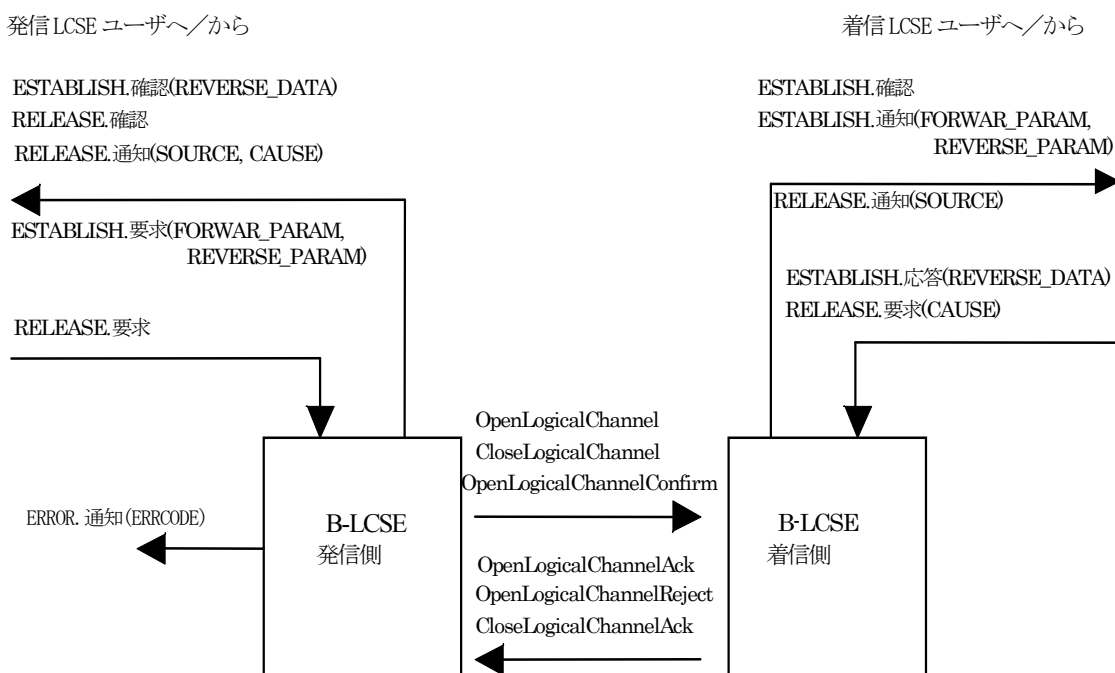 発信 LCSE ユーザへ／から
着信 LCSE ユーザへ／から
ESTABLISH.確認(REVERSE_DATA)
RELEASE.確認
RELEASE.通知(SOURCE, CAUSE)
ESTABLISH.要求(FORWAR_PARAM,
REVERSE_PARAM)
RELEASE.要求
ESTABLISH.確認
ESTABLISH.通知(FORWAR_PARAM,
REVERSE_PARAM)
RELEASE.通知(SOURCE)
ESTABLISH.応答(REVERSE_DATA)
RELEASE.要求(CAUSE)
OpenLogicalChannel
CloseLogicalChannel
OpenLogicalChannelConfirm
ERROR.通知(ERRCODE)
B-LCSE
発信側
OpenLogicalChannelAck
OpenLogicalChannelReject
CloseLogicalChannelAck
B-LCSE
着信側